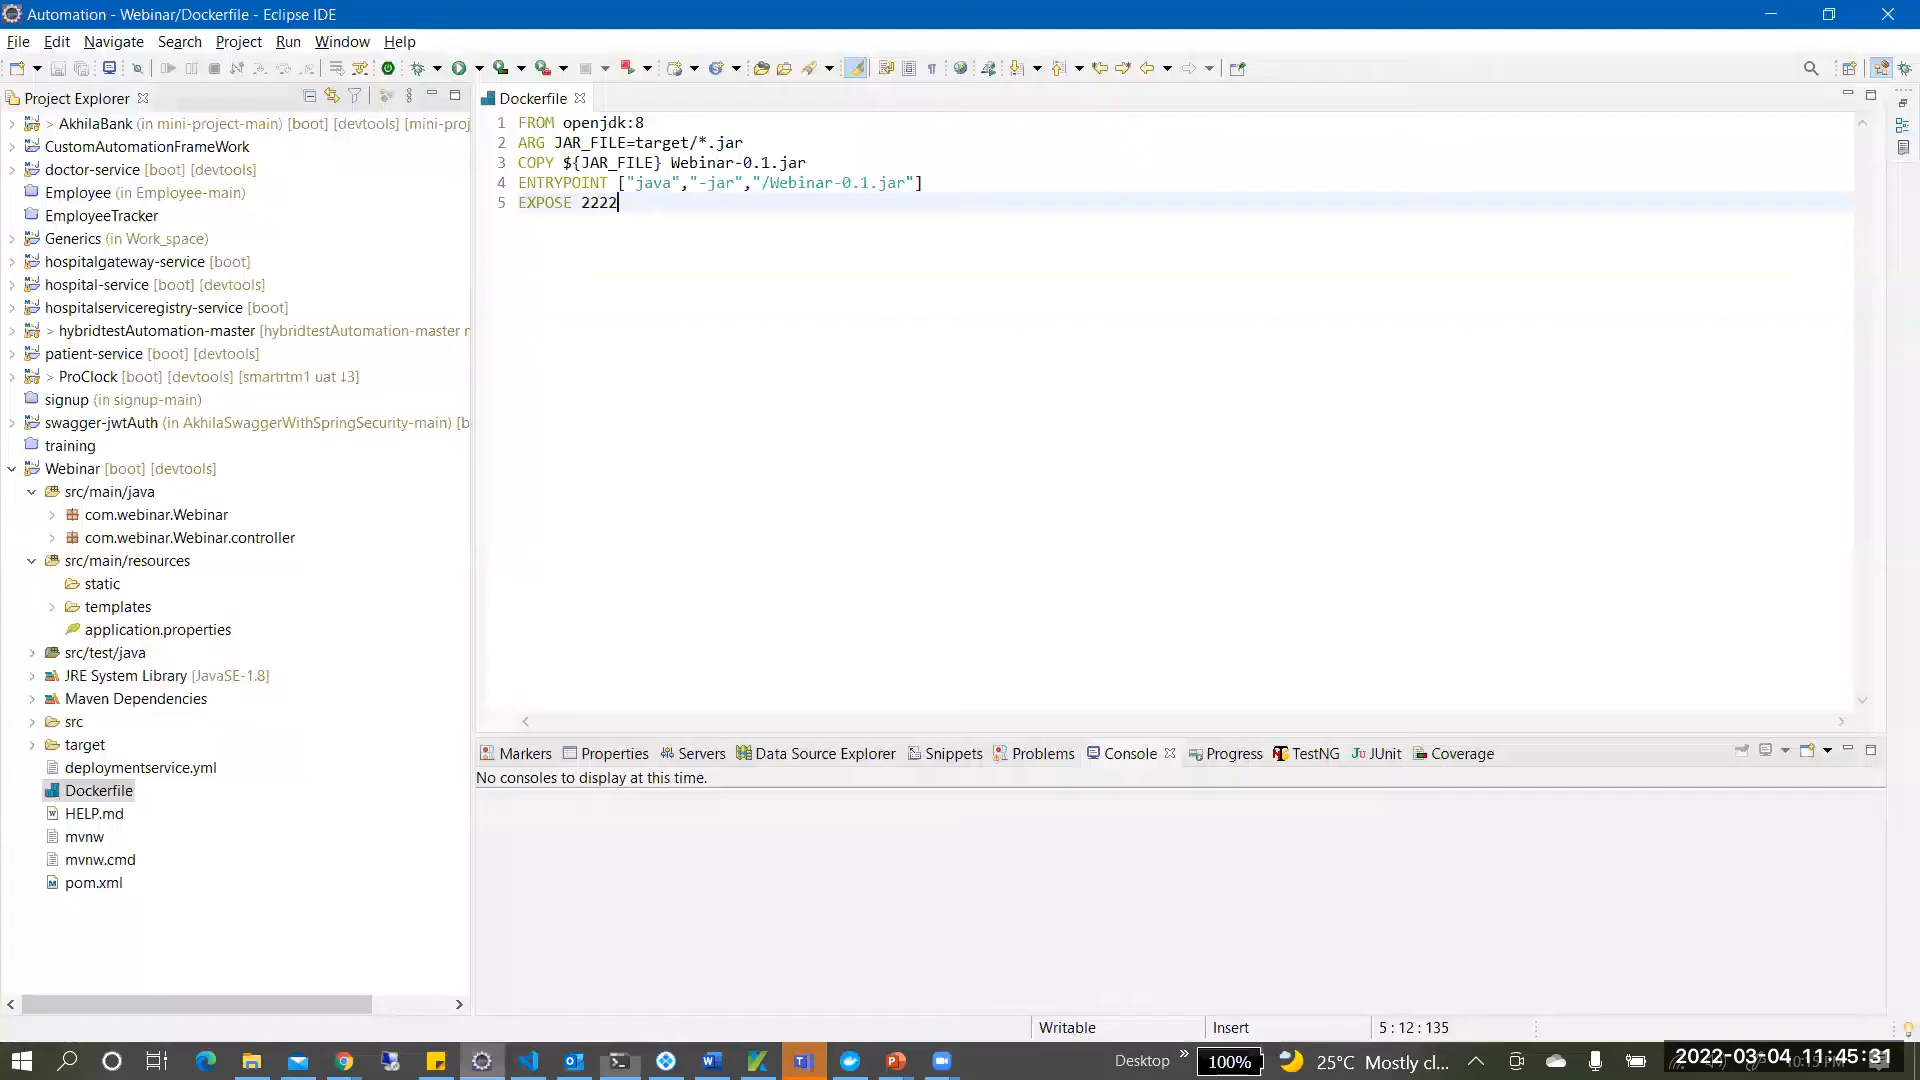 Automation - Webinar/Dockerfile - Eclipse IDE
File Edit Navigate Search Project Run Window Help
Project Explorer
> AkhilaBank (in mini-project-main) [boot] [devtools] [mini-proj
CustomAutomationFrameWork
doctor-service [boot] [devtools]
Employee (in Employee-main)
EmployeeTracker
Generics (in Work_space)
hospitalgateway-service [boot]
hospital-service [boot] [devtools]
hospitalserviceregistry-service [boot]
> hybridtestAutomation-master [hybridtestAutomation-master r
patient-service [boot] [devtools]
> ProClock [boot] [devtools] [smartrtm1 uat ↓3]
signup (in signup-main)
swagger-jwtAuth (in AkhilaSwaggerWithSpringSecurity-main) [b
training
Webinar [boot] [devtools]
src/main/java
com.webinar.Webinar
com.webinar.Webinar.controller
src/main/resources
static
templates
application.properties
src/test/java
JRE System Library [JavaSE-1.8]
Maven Dependencies
src
target
deploymentservice.yml
Dockerfile
HELP.md
mvnw
mvnw.cmd
pom.xml
Dockerfile
1 FROM openjdk:8
2 ARG JAR_FILE=target/*.jar
3 COPY ${JAR_FILE} Webinar-0.1.jar
4 ENTRYPOINT ["java","-jar","/Webinar-0.1.jar"]
5 EXPOSE 2222
Markers Properties Servers Data Source Explorer Snippets Problems Console Progress TestNG JUnit Coverage
No consoles to display at this time.
Writable Insert 5 : 12 : 135
Desktop 100% 25°C Mostly cl... 2022-03-04 11:45:31